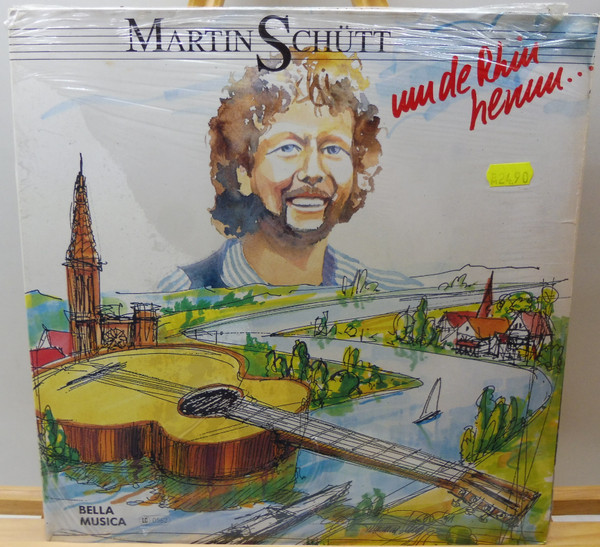 MARTIN SCHÜTT
um de Rhin
herum...
BELLA
MUSICA